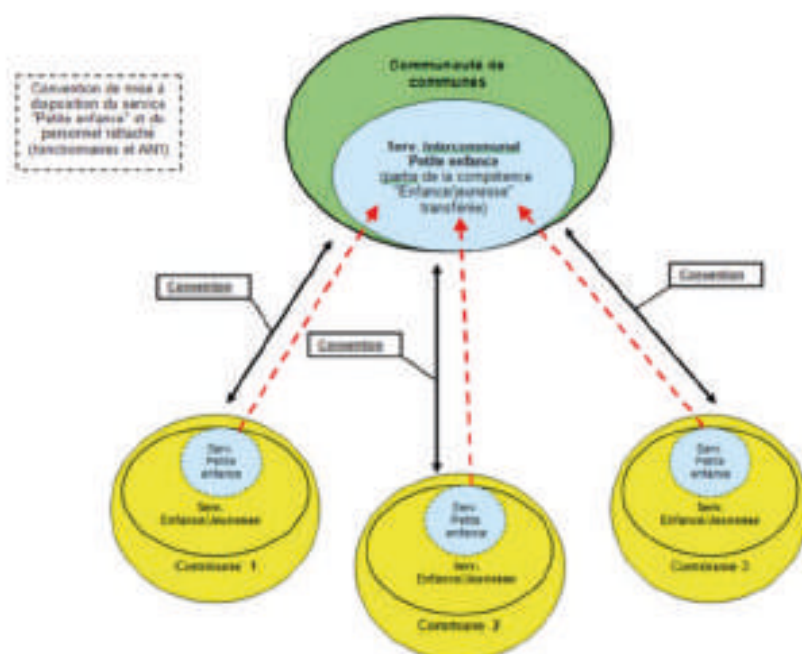 Communauté de
communes
Convention de mise à
disposition du service
"Petite enfance" et du
personnel rattaché
(fonctionnaires et ANT)
Serv. Intercommunal
Petite enfance
(partie de la compétence
"Enfance/jeunesse"
transférée)
Convention
Convention
Convention
Serv.
Petite
enfance
Serv.
Enfance/Jeunesse
Commune 1
Serv.
Petite
enfance
Serv.
Enfance/Jeunesse
Commune 2
Serv.
Petite
enfance
Serv.
Enfance/Jeunesse
Commune 3